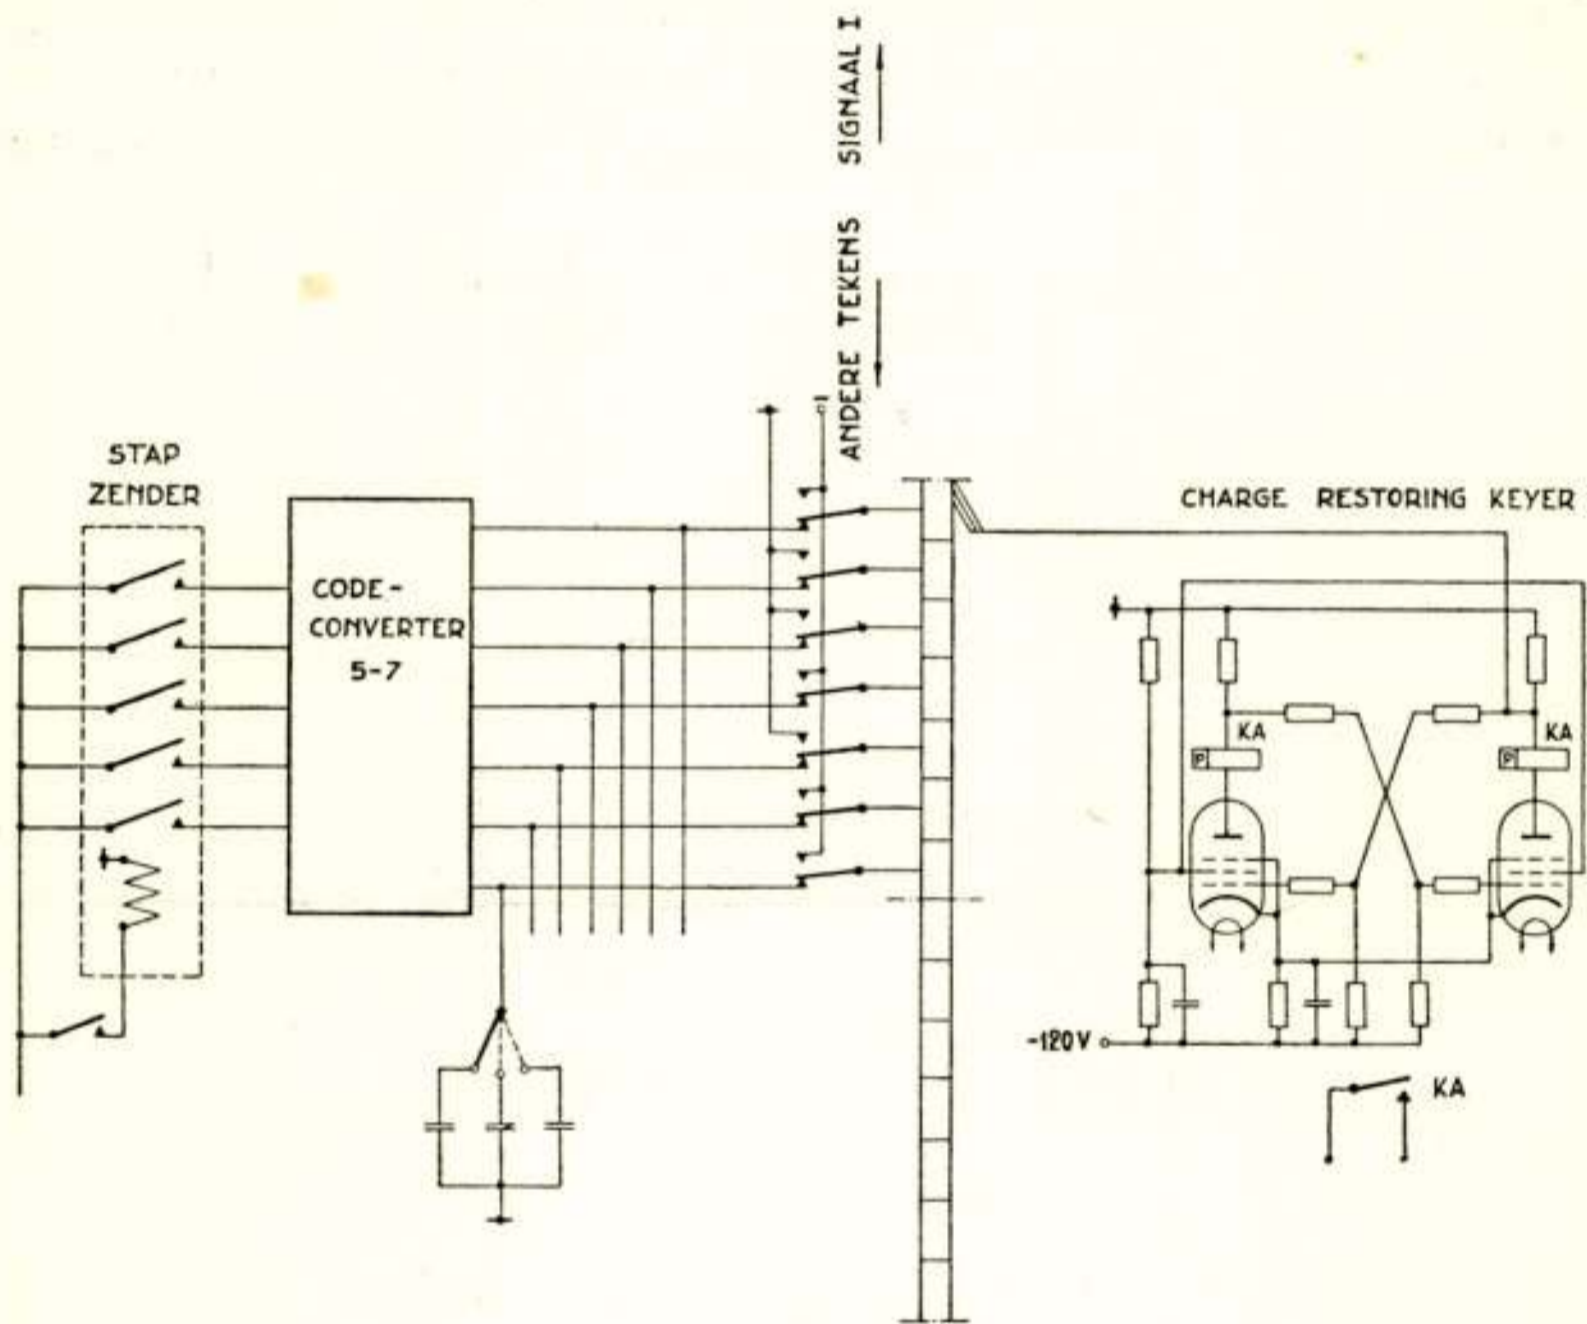 SIGNAAL I
ANDERE TEKENS
STAP
ZENDER
CODE-
CONVERTER
5-7
CHARGE RESTORING KEYER
KA
KA
P
P
-120V
KA